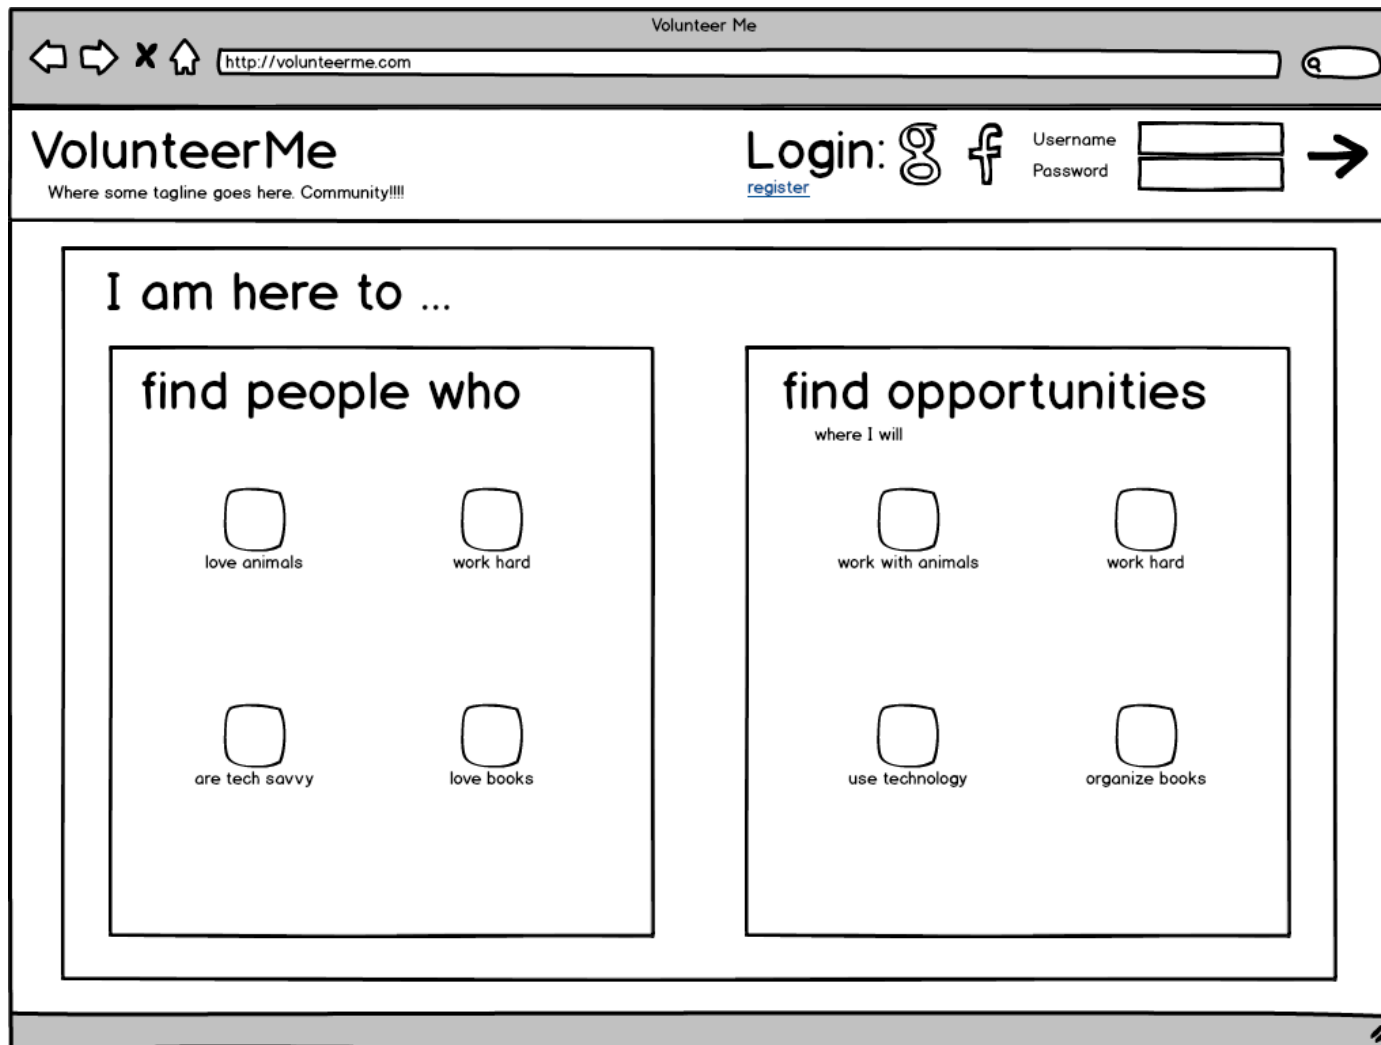 Volunteer Me
http://volunteerme.com
VolunteerMe
Where some tagline goes here. Community!!!!
Login: g f
register
Username
Password
I am here to ...
find people who
love animals
work hard
are tech savvy
love books
find opportunities
where I will
work with animals
work hard
use technology
organize books